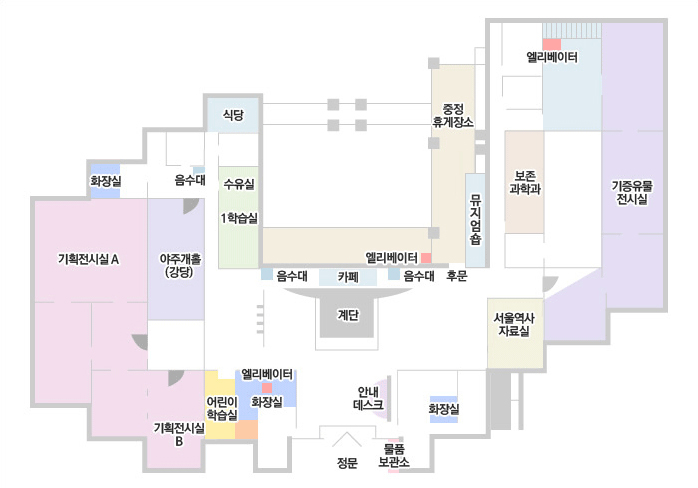 엘리베이터
식당
중정
휴게장소
화장실
음수대
수유실
보존
과학과
기증유물
전시실
뮤지엄숍
1학습실
기획전시실 A
야주개홀
(강당)
엘리베이터
음수대
카페
음수대
후문
계단
서울역사
자료실
엘리베이터
어린이
학습실
화장실
안내
데스크
화장실
기획전시실
B
정문
물품
보관소